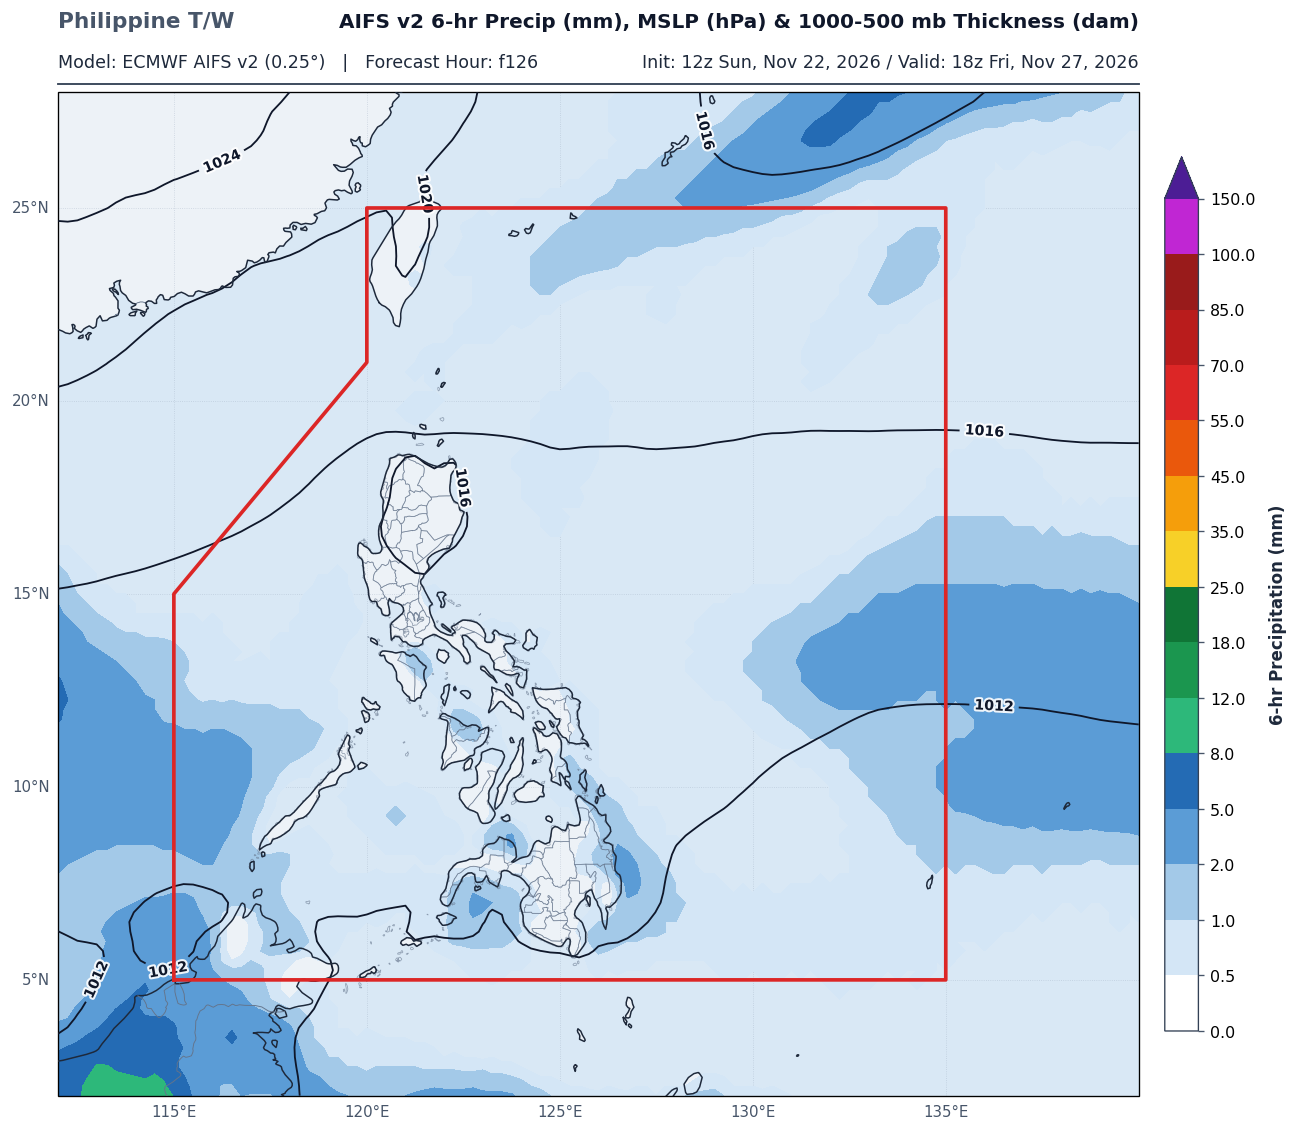 Philippine T/W
AIFS v2 6-hr Precip (mm), MSLP (hPa) & 1000-500 mb Thickness (dam)
Model: ECMWF AIFS v2 (0.25°) | Forecast Hour: f126
Init: 12z Sun, Nov 22, 2026 / Valid: 18z Fri, Nov 27, 2026
1024
1020
1016
1016
1016
1012
1012
1012
25°N
20°N
15°N
10°N
5°N
115°E
120°E
125°E
130°E
135°E
150.0
100.0
85.0
70.0
55.0
45.0
35.0
25.0
18.0
12.0
8.0
5.0
2.0
1.0
0.5
0.0
6-hr Precipitation (mm)